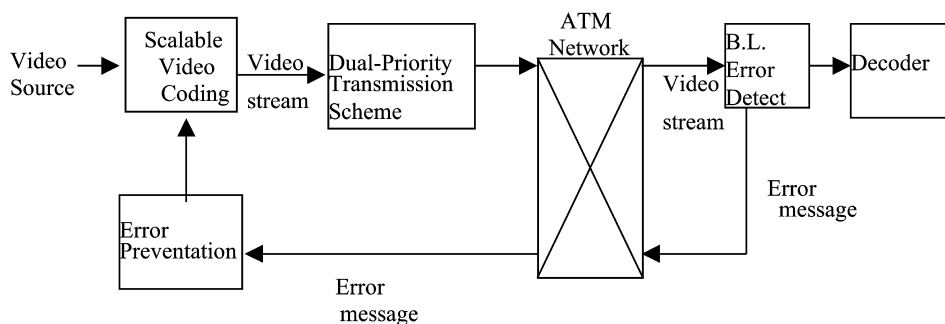 Video
Source
Scalable
Video
Coding
Video
stream
Dual-Priority
Transmission
Scheme
ATM
Network
Video
stream
B.L.
Error
Detect
Decoder
Error
message
Error
Preventation
Error
message